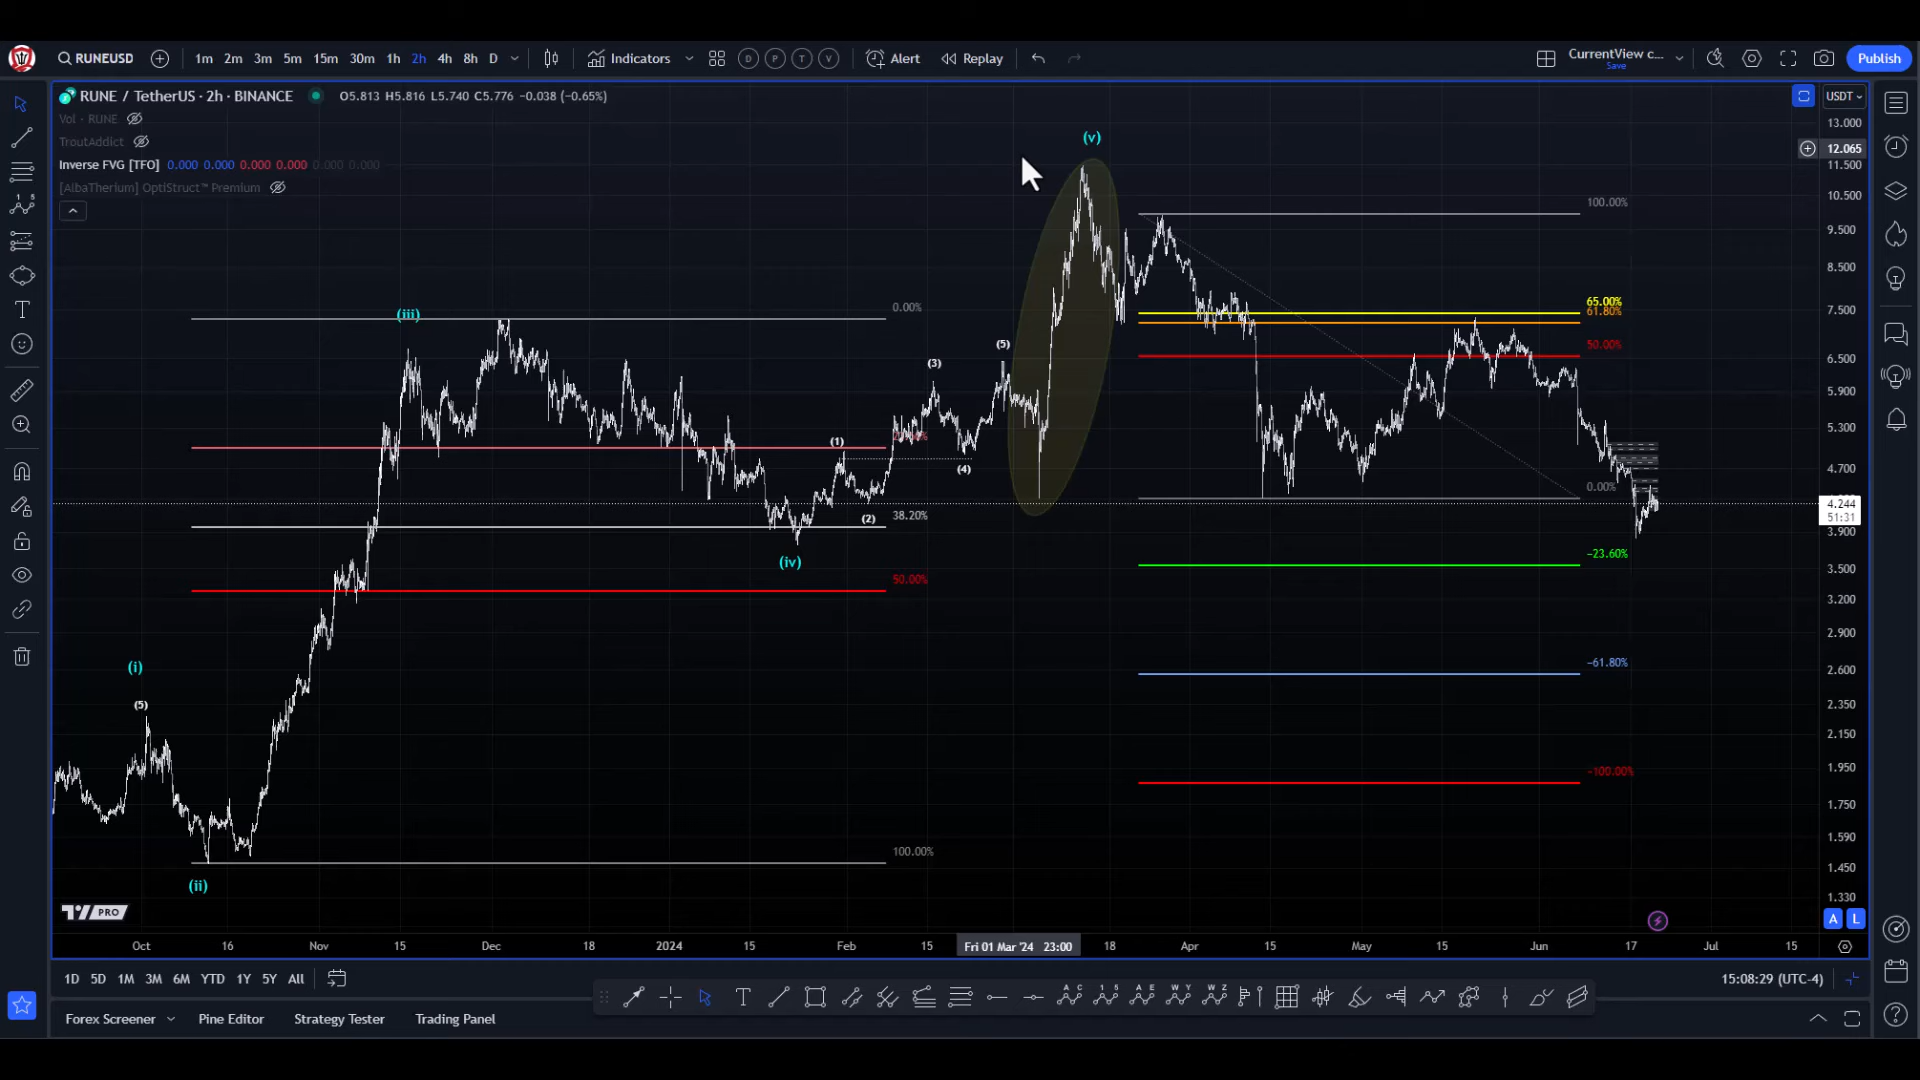 RUNEUSD 1m 2m 3m 5m 15m 30m 1h 2h 4h 8h D Indicators D P T V Alert Replay CurrentView c... Save Publish
RUNE / TetherUS · 2h · BINANCE O5.813 H5.816 L5.740 C5.776 −0.038 (−0.65%) USDT
Vol · RUNE
TroutAddict
Inverse FVG [TFO] 0.000 0.000 0.000 0.000 0.000 0.000
[AlbaTherium] OptiStruct™ Premium
(v)
(iii)
(i)
(5)
(ii)
(iv)
(1)
(2)
(3)
(4)
(5)
0.00%
38.20%
50.00%
100.00%
100.00%
65.00%
61.80%
50.00%
0.00%
−23.60%
−61.80%
−100.00%
13.000
12.065
11.500
10.500
9.500
8.500
7.500
6.500
5.900
5.300
4.700
4.244
51:31
3.900
3.500
3.200
2.900
2.600
2.350
2.150
1.950
1.750
1.590
1.450
1.330
PRO
A L
Oct 16 Nov 15 Dec 18 2024 15 Feb 15 Fri 01 Mar '24 23:00 18 Apr 15 May 15 Jun 17 Jul 15
1D 5D 1M 3M 6M YTD 1Y 5Y All 15:08:29 (UTC-4)
Forex Screener Pine Editor Strategy Tester Trading Panel